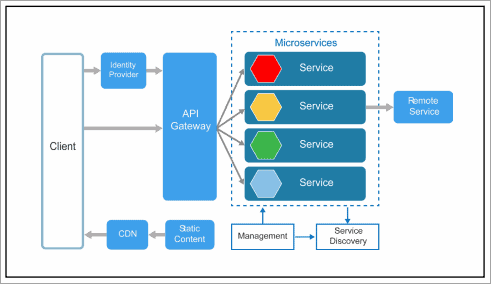 Microservices
Identity
Provider
Service
API
Gateway
Service
Remote
Service
Client
Service
Service
CDN
Static
Content
Management
Service
Discovery